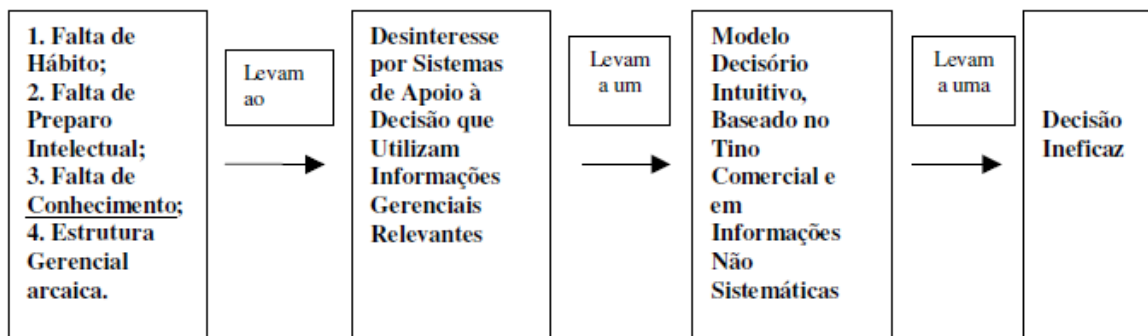 1. Falta de
Hábito;
2. Falta de
Preparo
Intelectual;
3. Falta de
Conhecimento;
4. Estrutura
Gerencial
arcaica.
Levam
ao
Desinteresse
por Sistemas
de Apoio à
Decisão que
Utilizam
Informações
Gerenciais
Relevantes
Levam
a um
Modelo
Decisório
Intuitivo,
Baseado no
Tino
Comercial e
em
Informações
Não
Sistemáticas
Levam
a uma
Decisão
Ineficaz